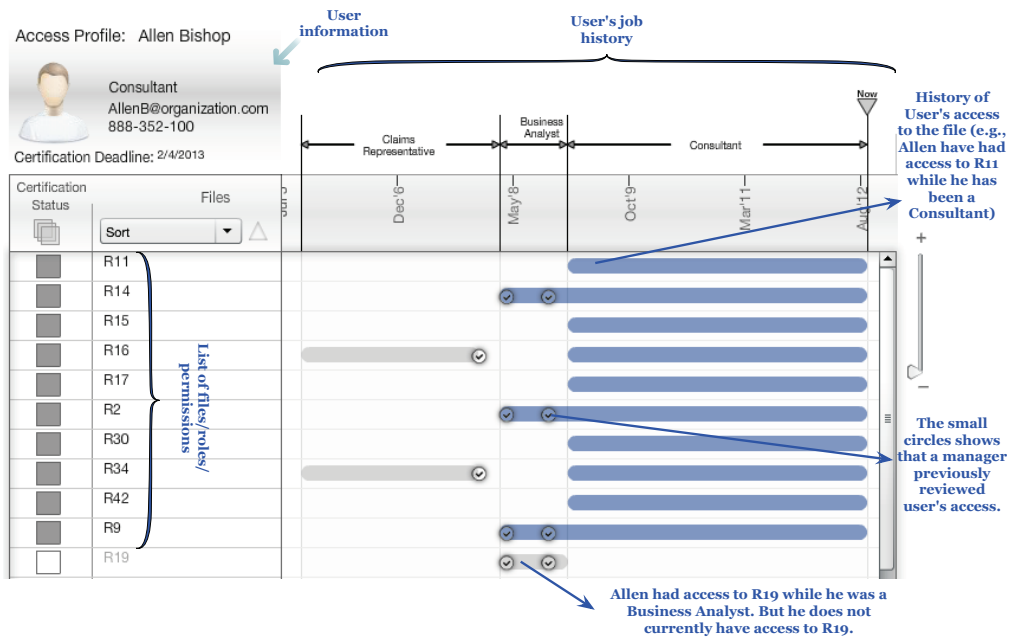 User
information
User's job
history
Access Profile: Allen Bishop
Consultant
AllenB@organization.com
888-352-100
Certification Deadline: 2/4/2013
Now
Claims
Representative
Business
Analyst
Consultant
History of
User's access
to the file (e.g.,
Allen have had
access to R11
while he has
been a
Consultant)
Certification
Status
Files
Sort
Dec'6
May'8
Oct'9
Mar'11
Aug'12
+
−
R11
R14
R15
R16
R17
R2
R30
R34
R42
R9
R19
List of files/roles/
permissions
The small
circles shows
that a manager
previously
reviewed
user's access.
Allen had access to R19 while he was a
Business Analyst. But he does not
currently have access to R19.